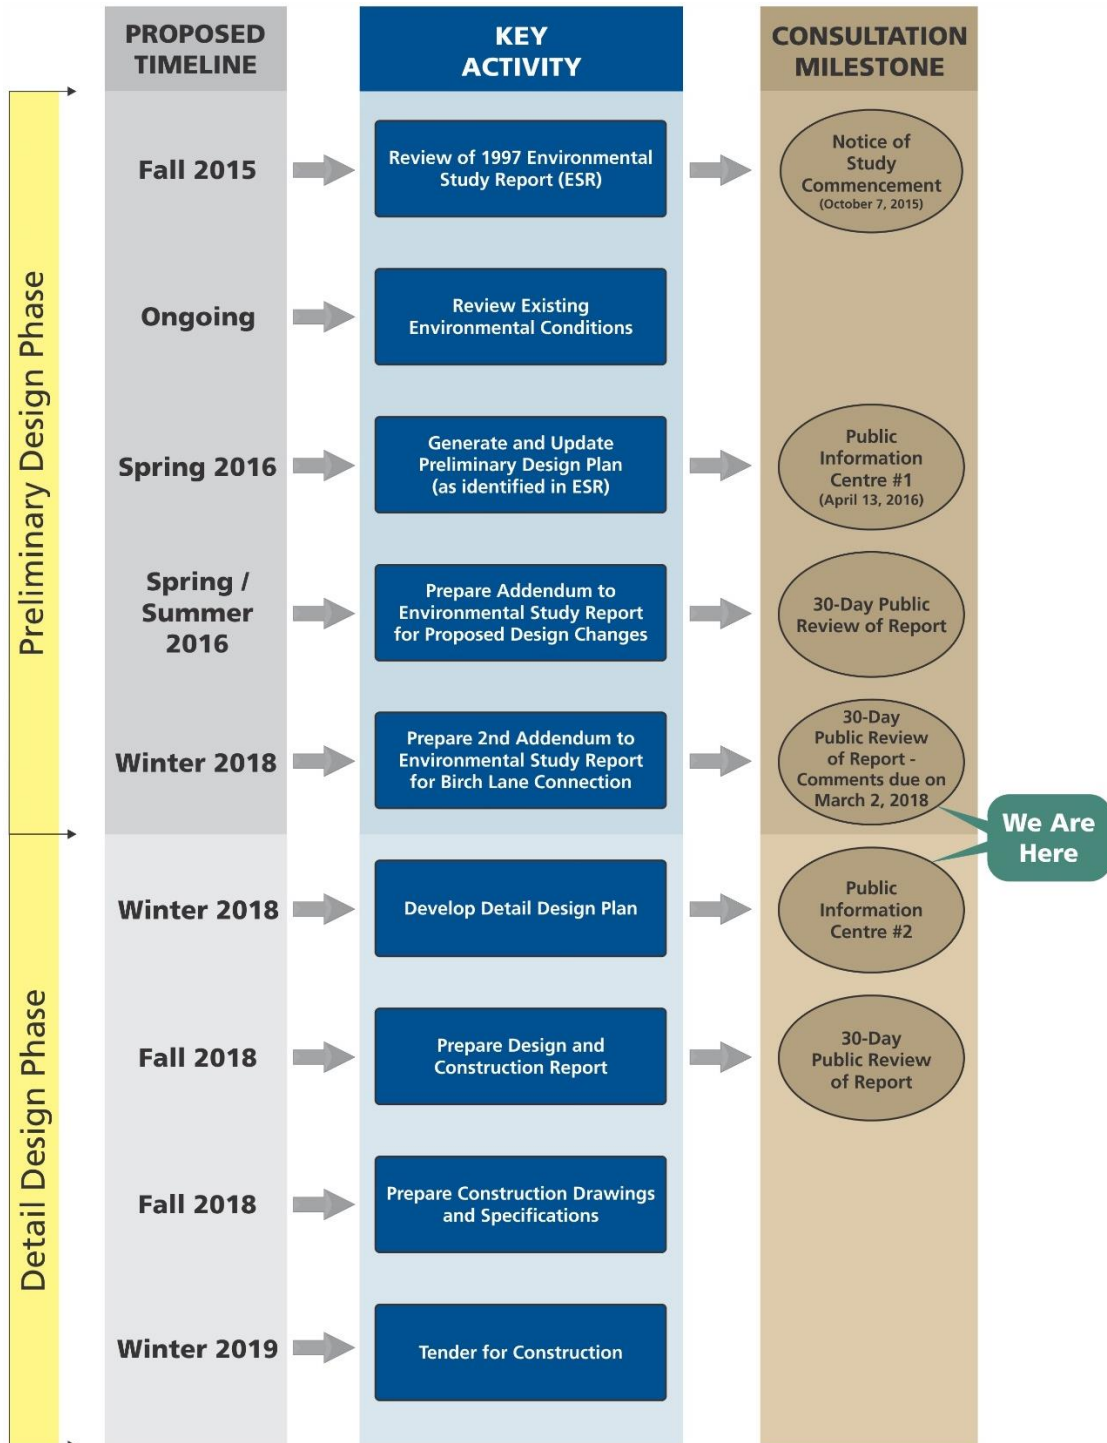 PROPOSED
TIMELINE
KEY
ACTIVITY
CONSULTATION
MILESTONE
Preliminary Design Phase
Fall 2015
Review of 1997 Environmental
Study Report (ESR)
Notice of
Study
Commencement
(October 7, 2015)
Ongoing
Review Existing
Environmental Conditions
Spring 2016
Generate and Update
Preliminary Design Plan
(as identified in ESR)
Public
Information
Centre #1
(April 13, 2016)
Spring /
Summer
2016
Prepare Addendum to
Environmental Study Report
for Proposed Design Changes
30-Day Public
Review of Report
Winter 2018
Prepare 2nd Addendum to
Environmental Study Report
for Birch Lane Connection
30-Day
Public Review
of Report -
Comments due on
March 2, 2018
We Are
Here
Detail Design Phase
Winter 2018
Develop Detail Design Plan
Public
Information
Centre #2
Fall 2018
Prepare Design and
Construction Report
30-Day
Public Review
of Report
Fall 2018
Prepare Construction Drawings
and Specifications
Winter 2019
Tender for Construction